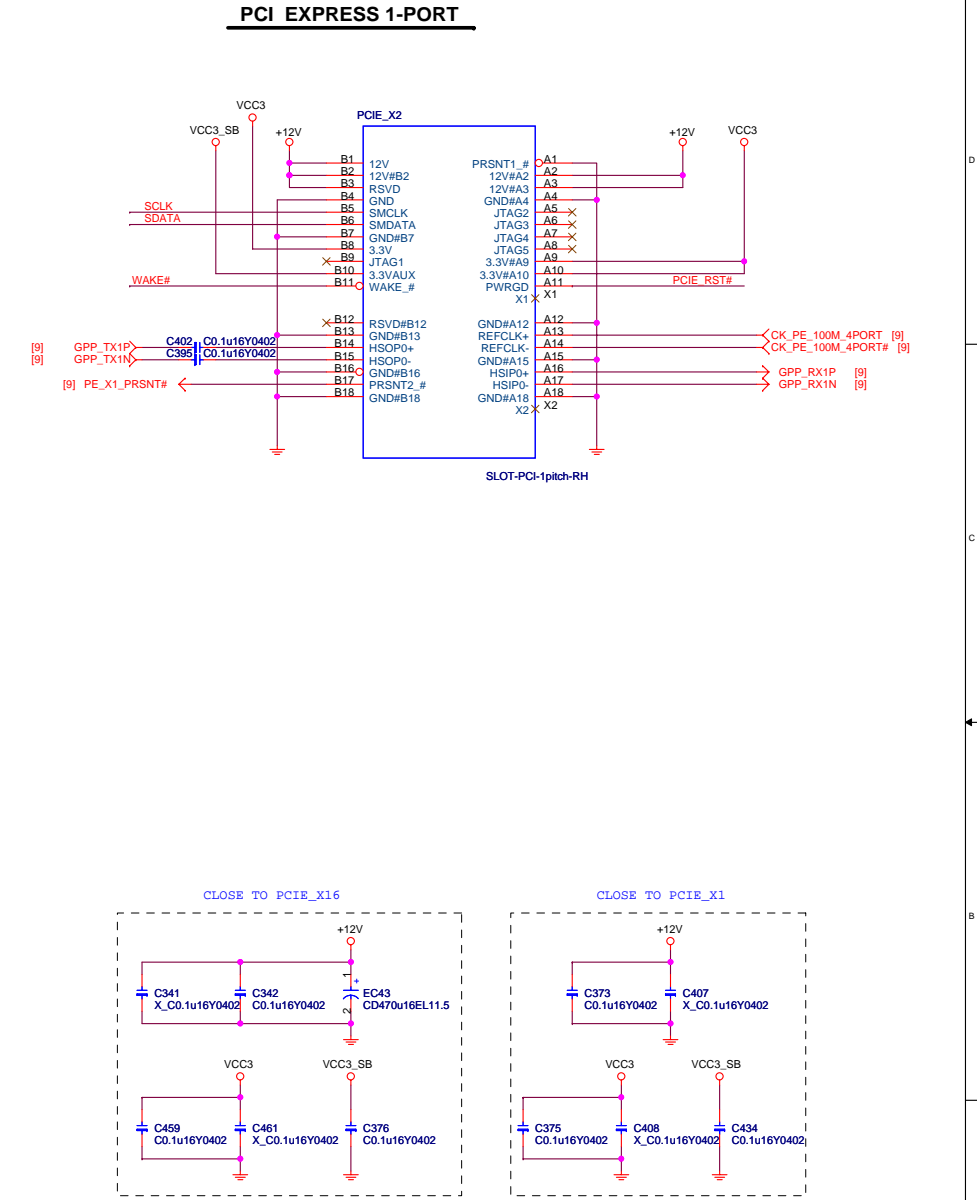 PCI EXPRESS 1-PORT
VCC3
VCC3_SB
+12V
PCIE_X2
+12V
VCC3
D
B1 12V PRSNT1_# A1
B2 12V#B2 12V#A2 A2
B3 RSVD 12V#A3 A3
B4 GND GND#A4 A4
SCLK B5 SMCLK JTAG2 A5
SDATA B6 SMDATA JTAG3 A6
B7 GND#B7 JTAG4 A7
B8 3.3V JTAG5 A8
B9 JTAG1 3.3V#A9 A9
B10 3.3VAUX 3.3V#A10 A10
WAKE# B11 WAKE_# PWRGD A11 PCIE_RST#
X1 X1
B12 RSVD#B12 GND#A12 A12
B13 GND#B13 REFCLK+ A13 CK_PE_100M_4PORT [9]
[9] GPP_TX1P C402 C0.1u16Y0402 B14 HSOP0+ REFCLK- A14 CK_PE_100M_4PORT# [9]
[9] GPP_TX1N C395 C0.1u16Y0402 B15 HSOP0- GND#A15 A15
B16 GND#B16 HSIP0+ A16 GPP_RX1P [9]
[9] PE_X1_PRSNT# B17 PRSNT2_# HSIP0- A17 GPP_RX1N [9]
B18 GND#B18 GND#A18 A18
X2 X2
SLOT-PCI-1pitch-RH
C
CLOSE TO PCIE_X16
CLOSE TO PCIE_X1
B
+12V
+12V
1
+
C341
X_C0.1u16Y0402
C342
C0.1u16Y0402
EC43
CD470u16EL11.5
2
C373
C0.1u16Y0402
C407
X_C0.1u16Y0402
VCC3
VCC3_SB
VCC3
VCC3_SB
C459
C0.1u16Y0402
C461
X_C0.1u16Y0402
C376
C0.1u16Y0402
C375
C0.1u16Y0402
C408
X_C0.1u16Y0402
C434
C0.1u16Y0402